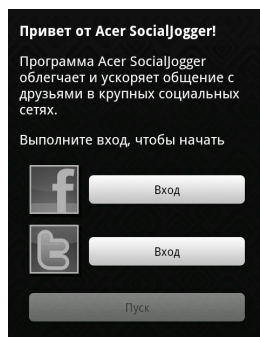 Привет от Acer SocialJogger!
Программа Acer SocialJogger
облегчает и ускоряет общение с
друзьями в крупных социальных
сетях.
Выполните вход, чтобы начать
f
Вход
t
Вход
Пуск